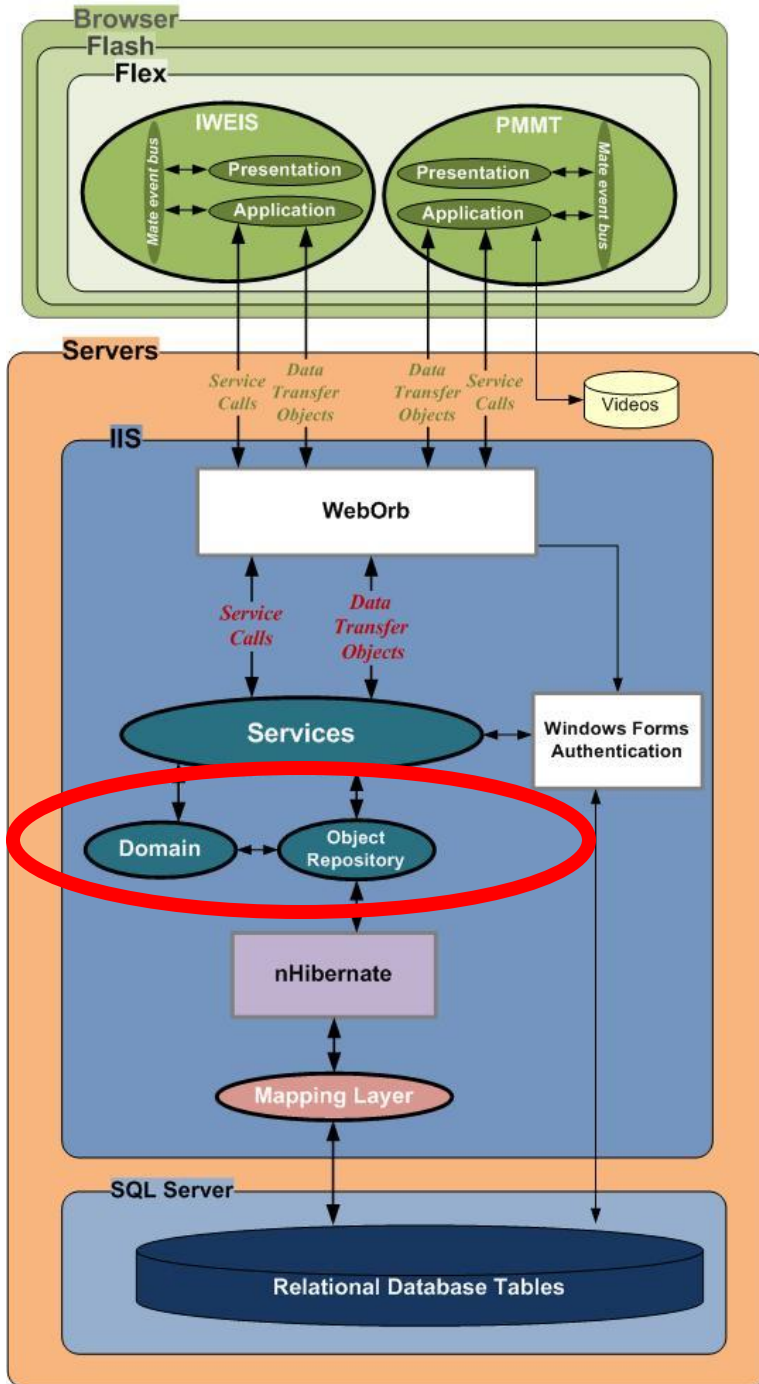 Browser
Flash
Flex
IWEIS
PMMT
Mate event bus
Presentation
Application
Presentation
Application
Mate event bus
Servers
Service
Calls
Data
Transfer
Objects
Data
Transfer
Objects
Service
Calls
Videos
IIS
WebOrb
Service
Calls
Data
Transfer
Objects
Services
Windows Forms
Authentication
Domain
Object
Repository
nHibernate
Mapping Layer
SQL Server
Relational Database Tables